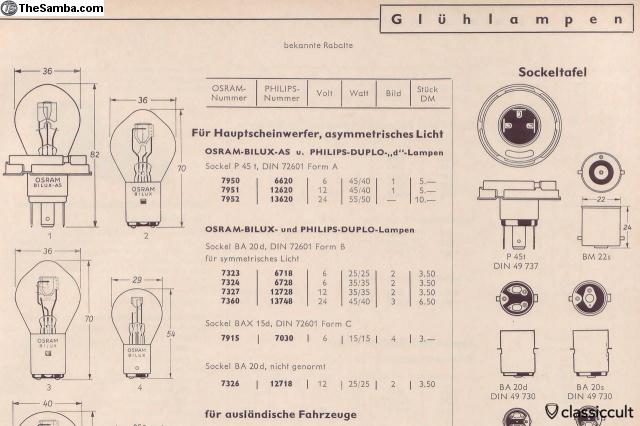 TheSamba.com
Glühlampen
bekannte Rabatte
OSRAM-Nummer PHILIPS-Nummer Volt Watt Bild Stück DM
Für Hauptscheinwerfer, asymmetrisches Licht
OSRAM-BILUX-AS u. PHILIPS-DUPLO-„d"-Lampen
Sockel P 45 t, DIN 72601 Form A
7950 6620 6 45/40 1 5.—
7951 12620 12 45/40 1 5.—
7952 13620 24 55/50 — 10.—
OSRAM-BILUX- und PHILIPS-DUPLO-Lampen
Sockel BA 20d, DIN 72601 Form B
für symmetrisches Licht
7323 6718 6 25/25 2 3.50
7324 6728 6 35/35 2 3.50
7327 12728 12 35/35 2 3.50
7360 13748 24 45/40 3 6.50
Sockel BAX 15d, DIN 72601 Form C
7915 7030 6 15/15 4 3.—
Sockel BA 20d, nicht genormt
7326 12718 12 25/25 2 3.50
für ausländische Fahrzeuge
36
82
OSRAM
BILUX-AS
1
36
70
OSRAM
BILUX
2
36
70
OSRAM
BILUX
3
29
54
OSRAM
BILUX
4
40
Sockeltafel
P 45t
DIN 49 737
22
24
BM 22s
BA 20d
DIN 49 730
BA 20s
DIN 49 730
classiccult